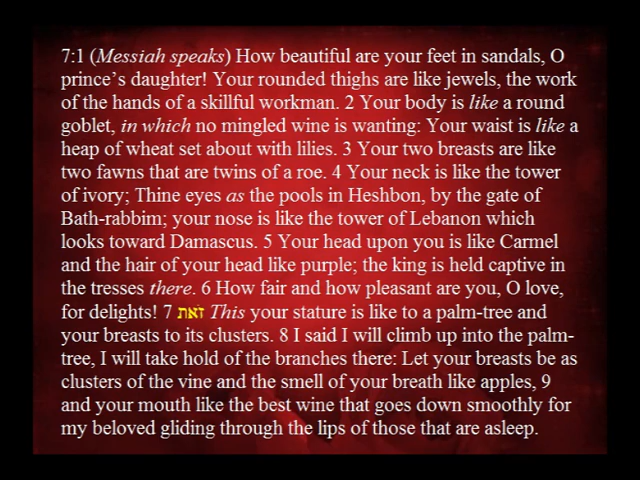 7:1 (Messiah speaks) How beautiful are your feet in sandals, O
prince's daughter! Your rounded thighs are like jewels, the work
of the hands of a skillful workman. 2 Your body is like a round
goblet, in which no mingled wine is wanting: Your waist is like a
heap of wheat set about with lilies. 3 Your two breasts are like
two fawns that are twins of a roe. 4 Your neck is like the tower
of ivory; Thine eyes as the pools in Heshbon, by the gate of
Bath-rabbim; your nose is like the tower of Lebanon which
looks toward Damascus. 5 Your head upon you is like Carmel
and the hair of your head like purple; the king is held captive in
the tresses there. 6 How fair and how pleasant are you, O love,
for delights! 7 זֹאת This your stature is like to a palm-tree and
your breasts to its clusters. 8 I said I will climb up into the palm-
tree, I will take hold of the branches there: Let your breasts be as
clusters of the vine and the smell of your breath like apples, 9
and your mouth like the best wine that goes down smoothly for
my beloved gliding through the lips of those that are asleep.